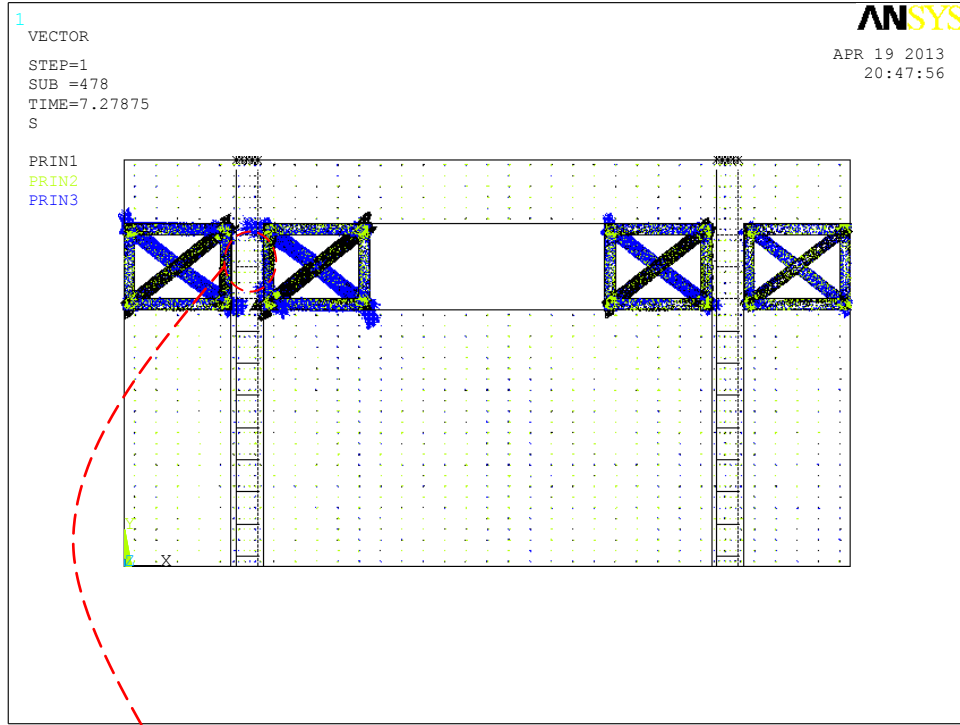 1
VECTOR
ANSYS
STEP=1
SUB =478
TIME=7.27875
S
APR 19 2013
20:47:56
PRIN1
PRIN2
PRIN3
Y
Z
X